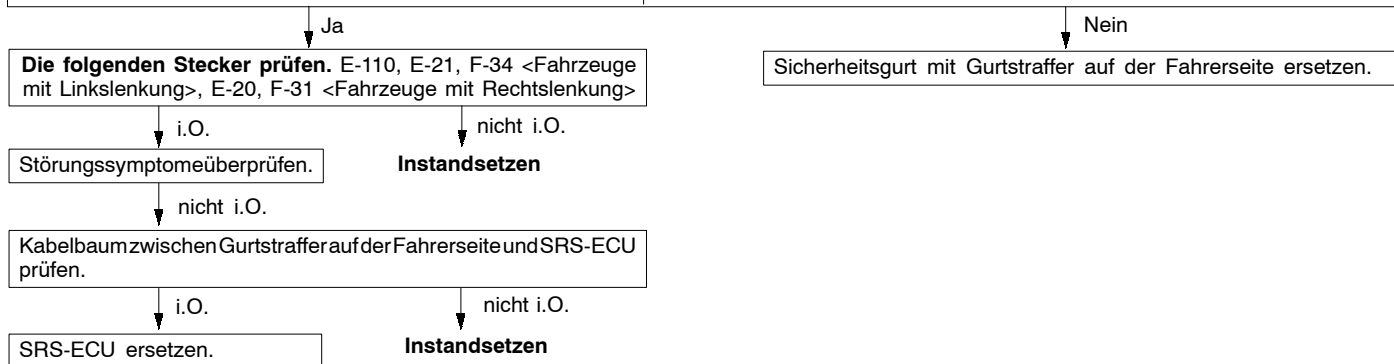 Ja
Nein
Die folgenden Stecker prüfen. E-110, E-21, F-34 <Fahrzeuge
mit Linkslenkung>, E-20, F-31 <Fahrzeuge mit Rechtslenkung>
Sicherheitsgurt mit Gurtstraffer auf der Fahrerseite ersetzen.
i.O.
nicht i.O.
Störungssymptomeüberprüfen.
Instandsetzen
nicht i.O.
KabelbaumzwischenGurtstrafferaufderFahrerseiteundSRS-ECU
prüfen.
i.O.
nicht i.O.
SRS-ECU ersetzen.
Instandsetzen